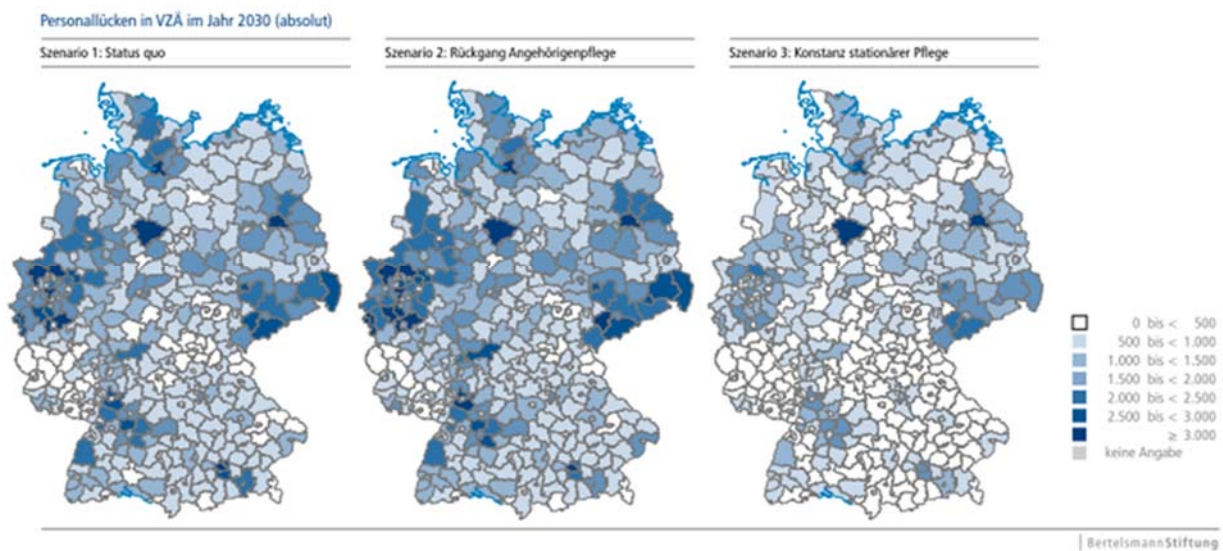 Personallücken in VZÄ im Jahr 2030 (absolut)
Szenario 1: Status quo
Szenario 2: Rückgang Angehörigenpflege
Szenario 3: Konstanz stationärer Pflege
0 bis < 500
500 bis < 1.000
1.000 bis < 1.500
1.500 bis < 2.000
2.000 bis < 2.500
2.500 bis < 3.000
≥ 3.000
keine Angabe
BertelsmannStiftung